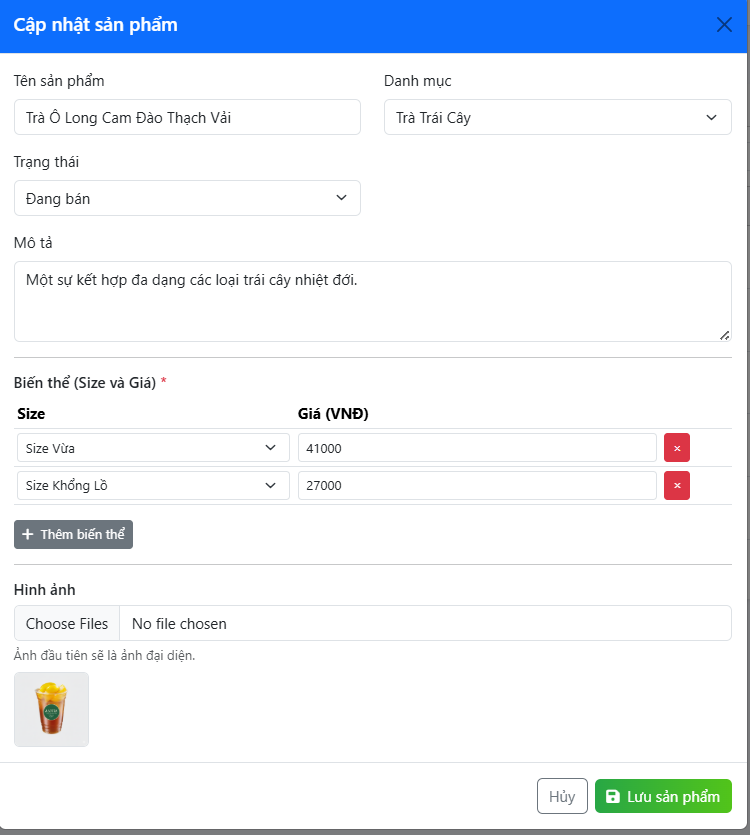 Cập nhật sản phẩm
Tên sản phẩm
Danh mục
Trà Ô Long Cam Đào Thạch Vải
Trà Trái Cây
Trạng thái
Đang bán
Mô tả
Một sự kết hợp đa dạng các loại trái cây nhiệt đới.
Biến thể (Size và Giá) *
Size
Giá (VNĐ)
Size Vừa
41000
×
Size Khổng Lồ
27000
×
+ Thêm biến thể
Hình ảnh
Choose Files
No file chosen
Ảnh đầu tiên sẽ là ảnh đại diện.
Hủy
Lưu sản phẩm